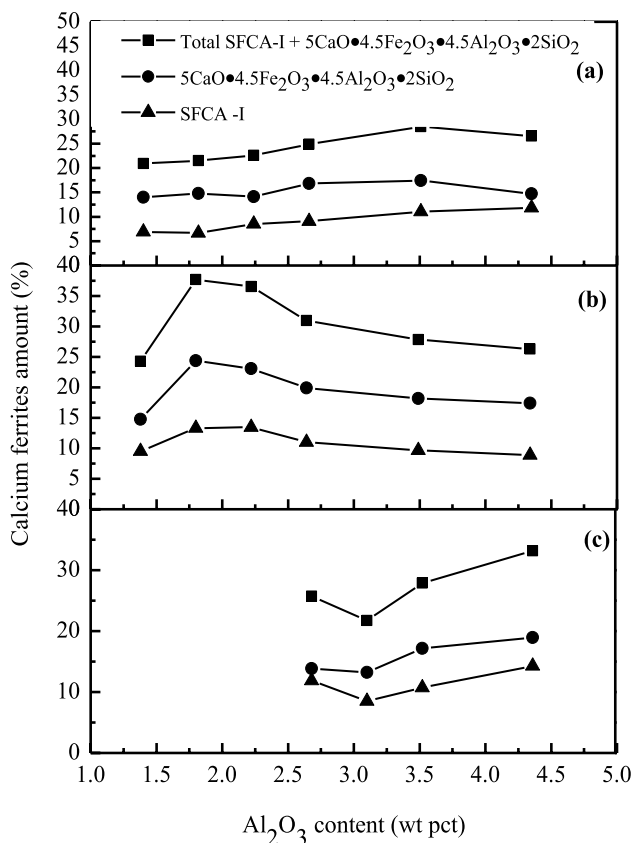 50
45
40
35
30
25
20
15
10
5
40
Total SFCA-I + 5CaO●4.5Fe₂O₃●4.5Al₂O₃●2SiO₂
5CaO●4.5Fe₂O₃●4.5Al₂O₃●2SiO₂
SFCA -I
(a)
35
30
25
20
15
10
5
40
(b)
30
20
10
0
(c)
1.0 1.5 2.0 2.5 3.0 3.5 4.0 4.5 5.0
Calcium ferrites amount (%)
Al₂O₃ content (wt pct)